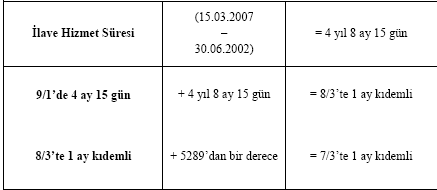 İlave Hizmet Süresi
(15.03.2007
–
30.06.2002)
= 4 yıl 8 ay 15 gün
9/1’de 4 ay 15 gün
+ 4 yıl 8 ay 15 gün
= 8/3’te 1 ay kıdemli
8/3’te 1 ay kıdemli
+ 5289’dan bir derece
= 7/3’te 1 ay kıdemli